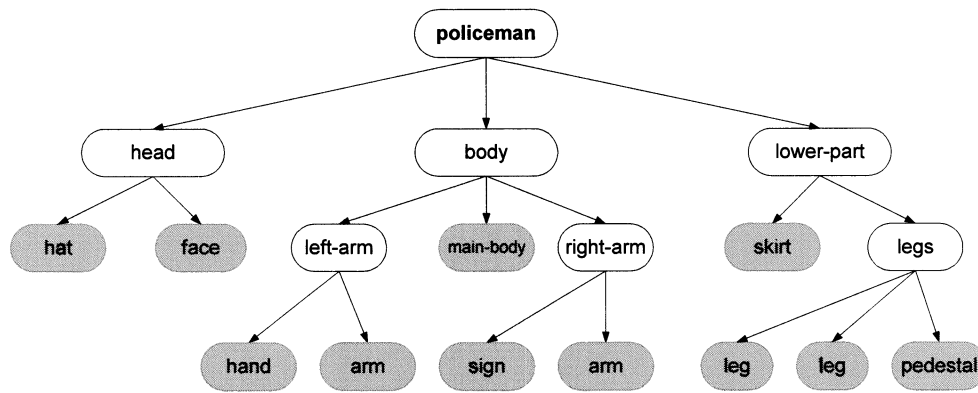 policeman
head
body
lower-part
hat
face
left-arm
main-body
right-arm
skirt
legs
hand
arm
sign
arm
leg
leg
pedestal